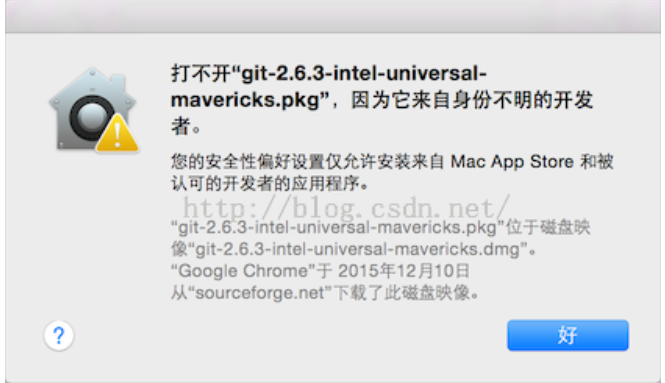 打不开“git-2.6.3-intel-universal-
mavericks.pkg”，因为它来自身份不明的开发
者。
您的安全性偏好设置仅允许安装来自 Mac App Store 和被
认可的开发者的应用程序。
http://blog.csdn.net/
“git-2.6.3-intel-universal-mavericks.pkg”位于磁盘映
像“git-2.6.3-intel-universal-mavericks.dmg”。
“Google Chrome”于 2015年12月10日
从“sourceforge.net”下载了此磁盘映像。
?
好